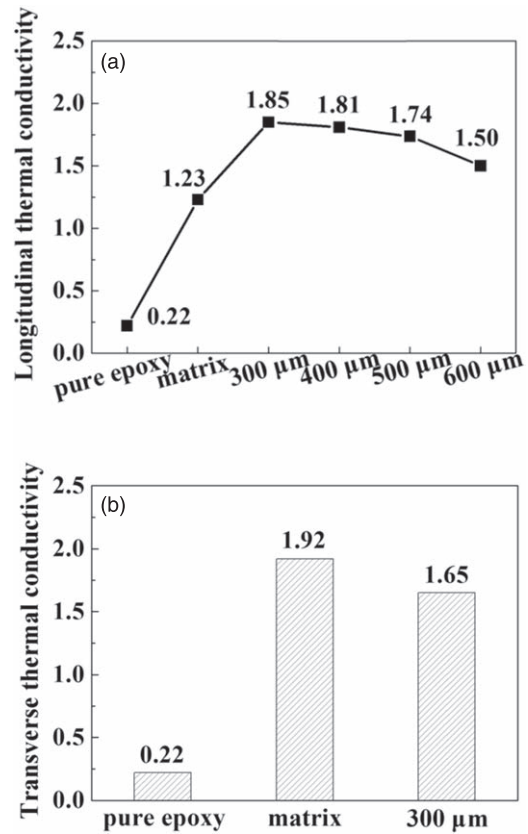 (a)
Longitudinal thermal conductivity
2.5
2.0
1.5
1.0
0.5
0.0
0.22
1.23
1.85
1.81
1.74
1.50
pure epoxy
matrix
300 μm
400 μm
500 μm
600 μm
(b)
Transverse thermal conductivity
2.5
2.0
1.5
1.0
0.5
0.0
0.22
1.92
1.65
pure epoxy
matrix
300 μm